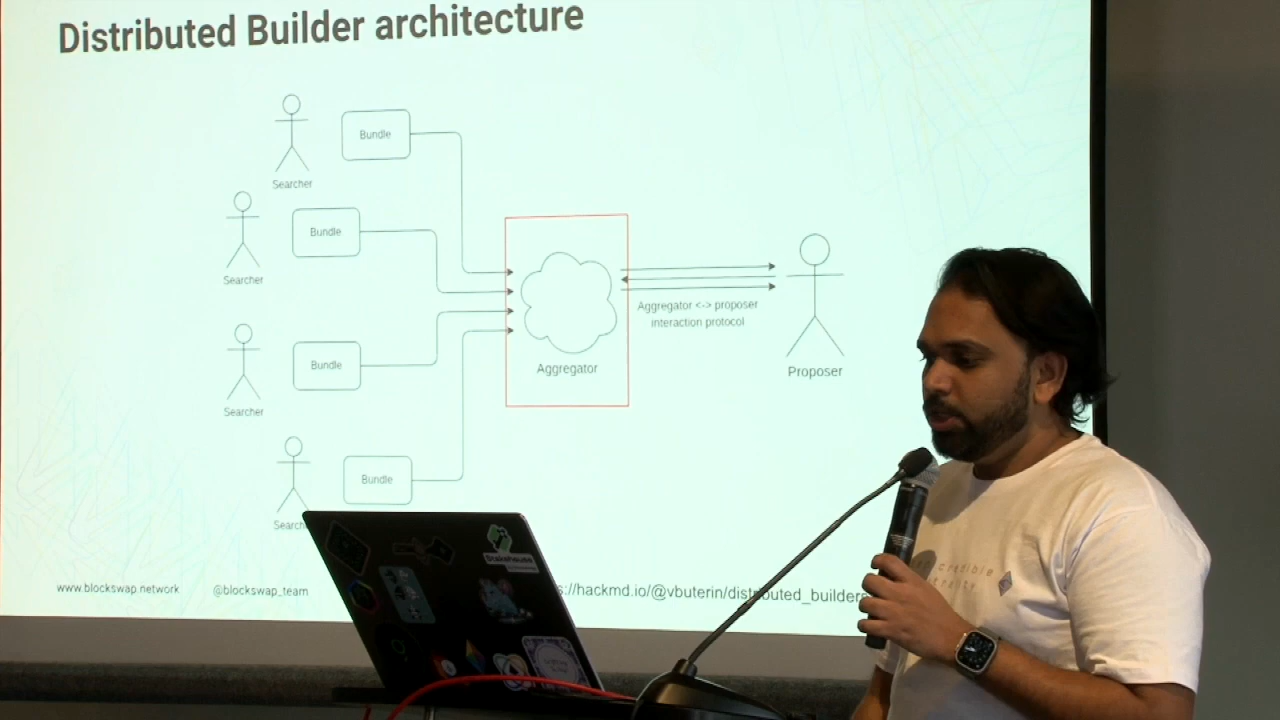 Distributed Builder architecture
Bundle
Searcher
Bundle
Searcher
Aggregator <-> proposer
interaction protocol
Aggregator
Proposer
Bundle
Searcher
Bundle
www.blockswap.network
@blockswap_team
s://hackmd.io/@vbuterin/distributed_builders
Stakehouse